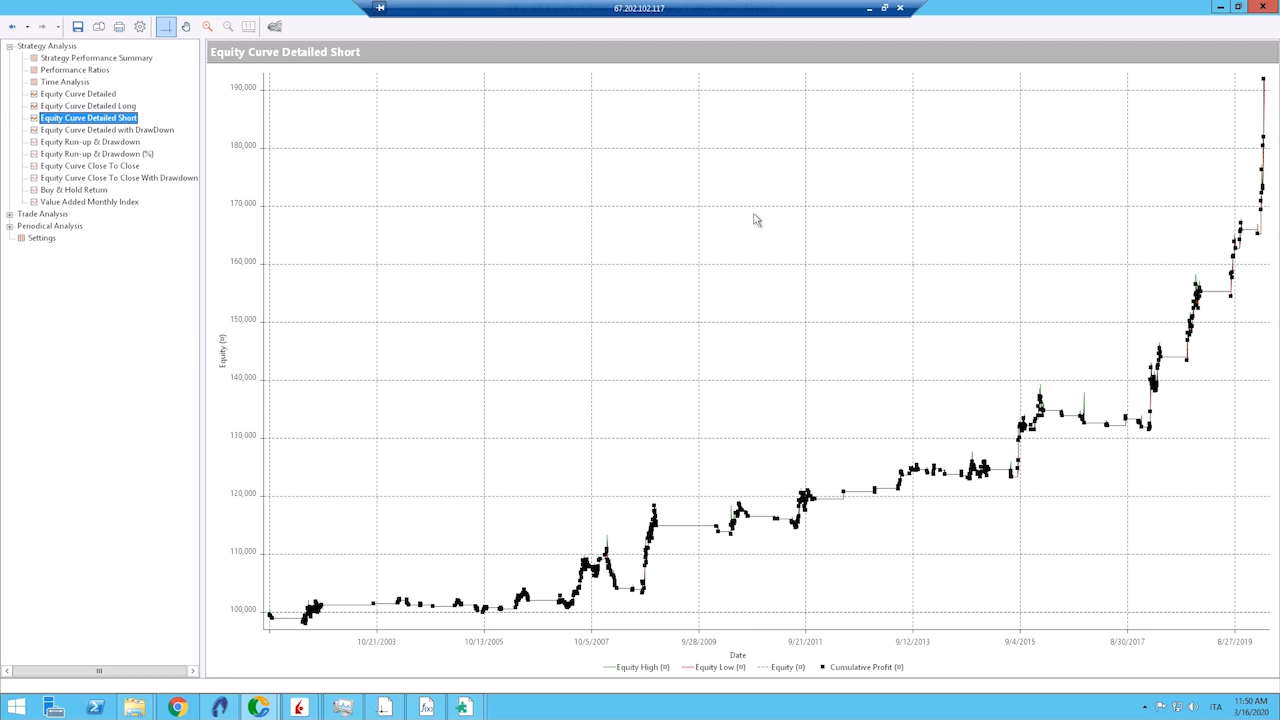 67.202.102.117
Strategy Analysis
Strategy Performance Summary
Performance Ratios
Time Analysis
Equity Curve Detailed
Equity Curve Detailed Long
Equity Curve Detailed Short
Equity Curve Detailed with DrawDown
Equity Run-up & Drawdown
Equity Run-up & Drawdown (%)
Equity Curve Close To Close
Equity Curve Close To Close With Drawdown
Buy & Hold Return
Value Added Monthly Index
Trade Analysis
Periodical Analysis
Settings
Equity Curve Detailed Short
190,000
180,000
170,000
160,000
150,000
140,000
130,000
120,000
110,000
100,000
Equity (¤)
10/21/2003 10/13/2005 10/5/2007 9/28/2009 9/21/2011 9/12/2013 9/4/2015 8/30/2017 8/27/2019
Date
Equity High (¤) Equity Low (¤) Equity (¤) Cumulative Profit (¤)
ITA
11:50 AM
3/16/2020